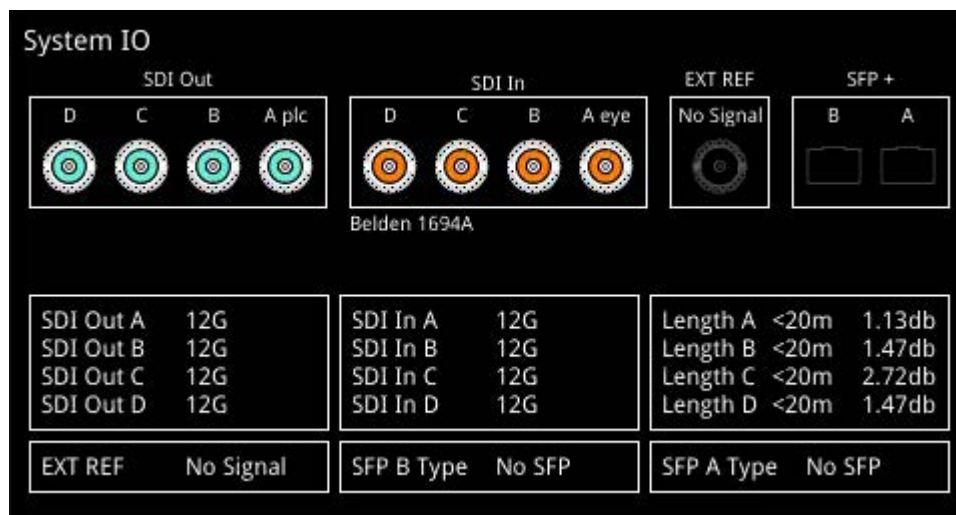 System IO
SDI Out SDI In EXT REF SFP +
D C B A plc D C B A eye No Signal B A
Belden 1694A
SDI Out A 12G
SDI Out B 12G
SDI Out C 12G
SDI Out D 12G
SDI In A 12G
SDI In B 12G
SDI In C 12G
SDI In D 12G
Length A <20m 1.13db
Length B <20m 1.47db
Length C <20m 2.72db
Length D <20m 1.47db
EXT REF No Signal
SFP B Type No SFP
SFP A Type No SFP